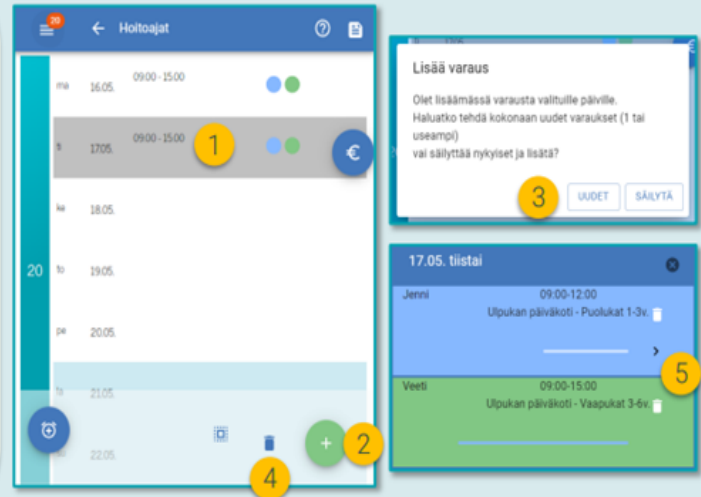 20
Hoitoajat
ma 16.05. 09:00 - 15:00
ti 17.05. 09:00 - 15:00 1
€
ke 18.05.
20 to 19.05.
pe 20.05.
la 21.05.
22.05.
+ 2
4
17.05.
Lisää varaus
Olet lisäämässä varausta valituille päiville.
Haluatko tehdä kokonaan uudet varaukset (1 tai
useampi)
vai säilyttää nykyiset ja lisätä?
3 UUDET SÄILYTÄ
17.05. tiistai
Jenni 09:00-12:00
Ulpukan päiväkoti - Puolukat 1-3v.
5
Veeti 09:00-15:00
Ulpukan päiväkoti - Vaapukat 3-6v.